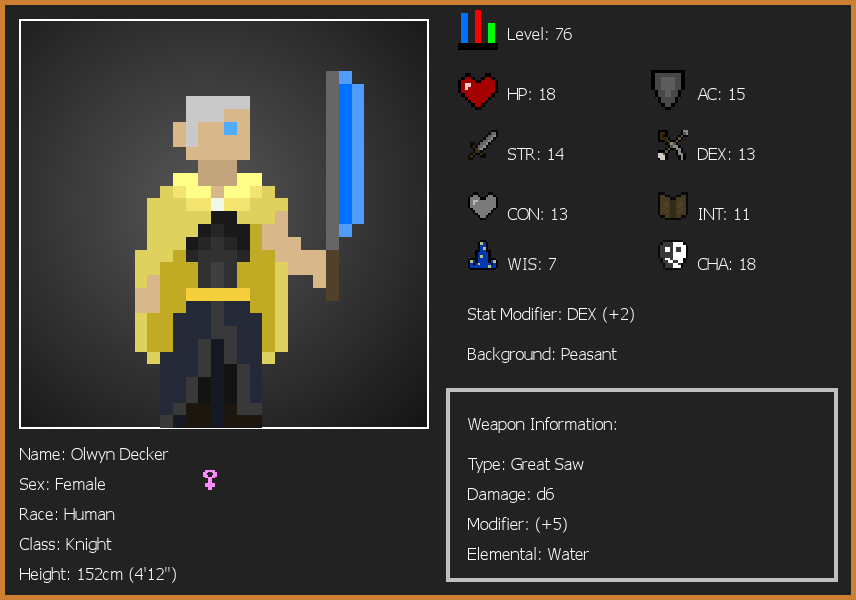 Level: 76
HP: 18
AC: 15
STR: 14
DEX: 13
CON: 13
INT: 11
WIS: 7
CHA: 18
Stat Modifier: DEX (+2)
Background: Peasant
Weapon Information:
Type: Great Saw
Damage: d6
Modifier: (+5)
Elemental: Water
Name: Olwyn Decker
Sex: Female
Race: Human
Class: Knight
Height: 152cm (4'12")